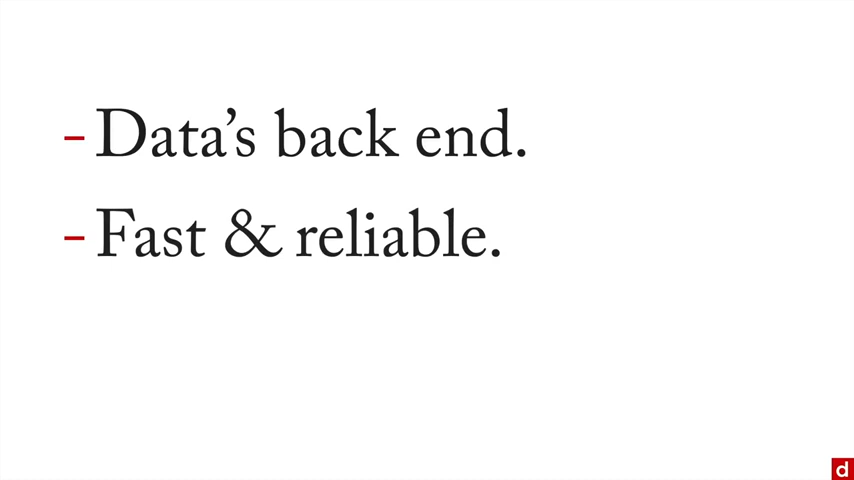 - Data's back end.
- Fast & reliable.
d